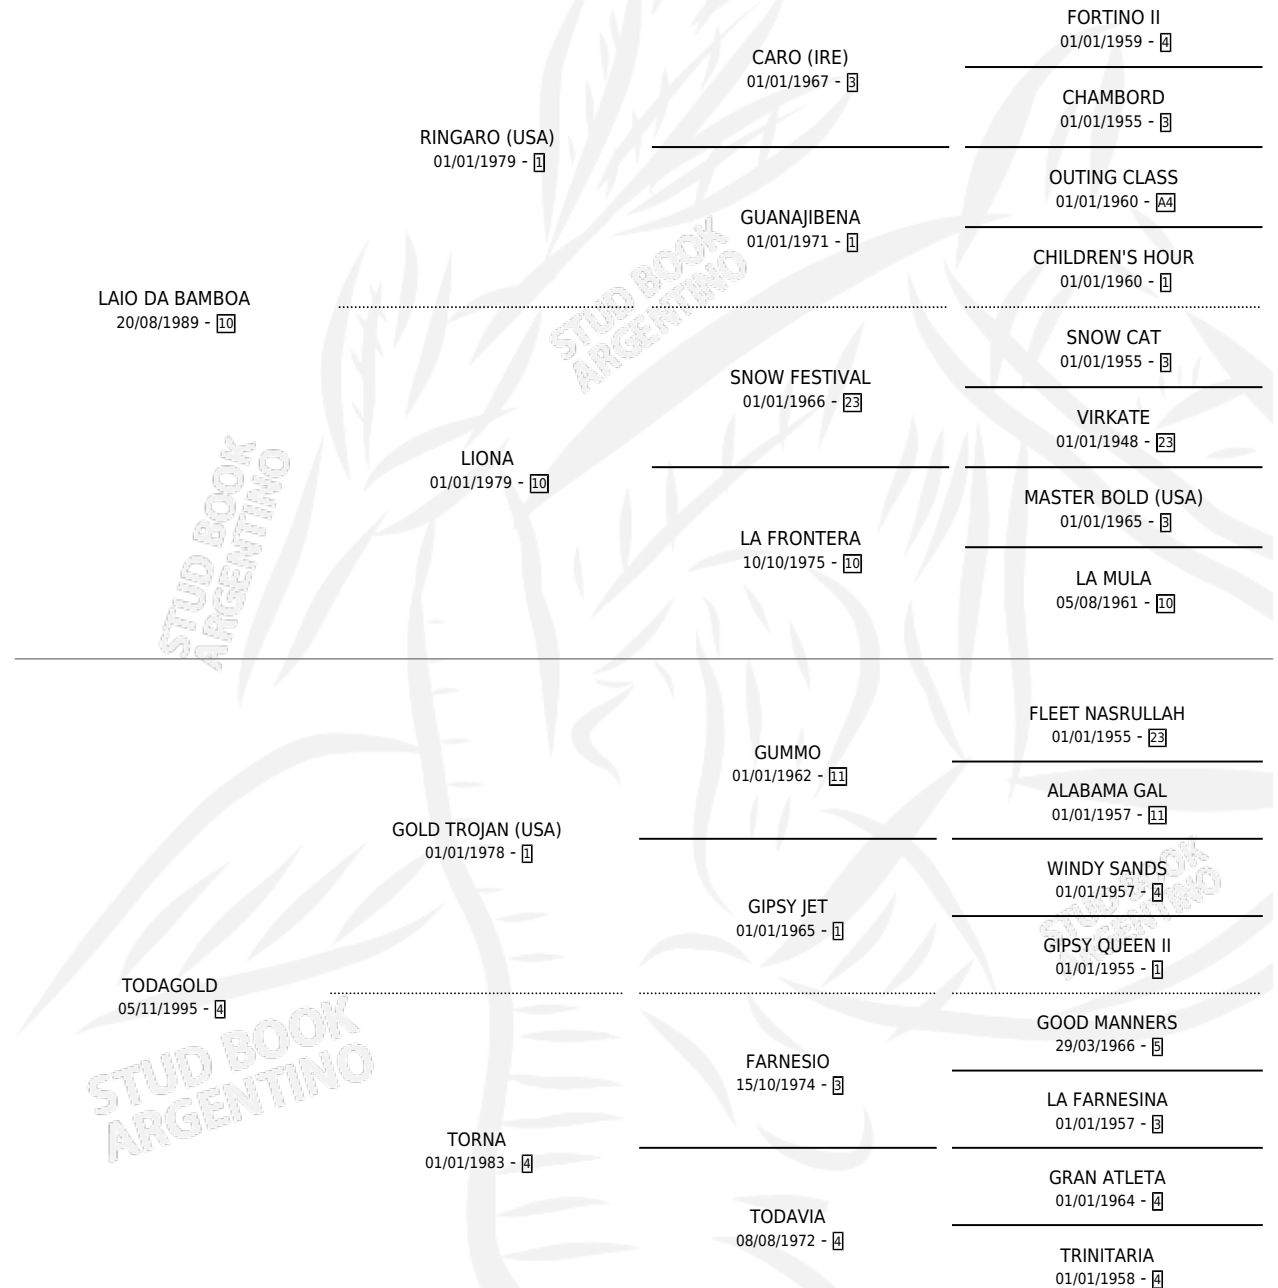 FORTINO II
01/01/1959 - 4
CARO (IRE)
01/01/1967 - 3
CHAMBORD
01/01/1955 - 3
RINGARO (USA)
01/01/1979 - 1
OUTING CLASS
01/01/1960 - A4
GUANAJIBENA
01/01/1971 - 1
CHILDREN'S HOUR
01/01/1960 - 1
LAIO DA BAMBOA
20/08/1989 - 10
STUD BOOK
ARGENTINO
SNOW CAT
01/01/1955 - 3
SNOW FESTIVAL
01/01/1966 - 23
VIRKATE
01/01/1948 - 23
LIONA
01/01/1979 - 10
MASTER BOLD (USA)
01/01/1965 - 3
LA FRONTERA
10/10/1975 - 10
LA MULA
05/08/1961 - 10
STUD BOOK
ARGENTINO
FLEET NASRULLAH
01/01/1955 - 23
GUMMO
01/01/1962 - 11
ALABAMA GAL
01/01/1957 - 11
GOLD TROJAN (USA)
01/01/1978 - 1
WINDY SANDS
01/01/1957 - 4
GIPSY JET
01/01/1965 - 1
STUD BOOK
ARGENTINO
GIPSY QUEEN II
01/01/1955 - 1
TODAGOLD
05/11/1995 - 4
STUD BOOK
ARGENTINO
GOOD MANNERS
29/03/1966 - 5
FARNESIO
15/10/1974 - 3
LA FARNESINA
01/01/1957 - 3
TORNA
01/01/1983 - 4
GRAN ATLETA
01/01/1964 - 4
TODAVIA
08/08/1972 - 4
TRINITARIA
01/01/1958 - 4